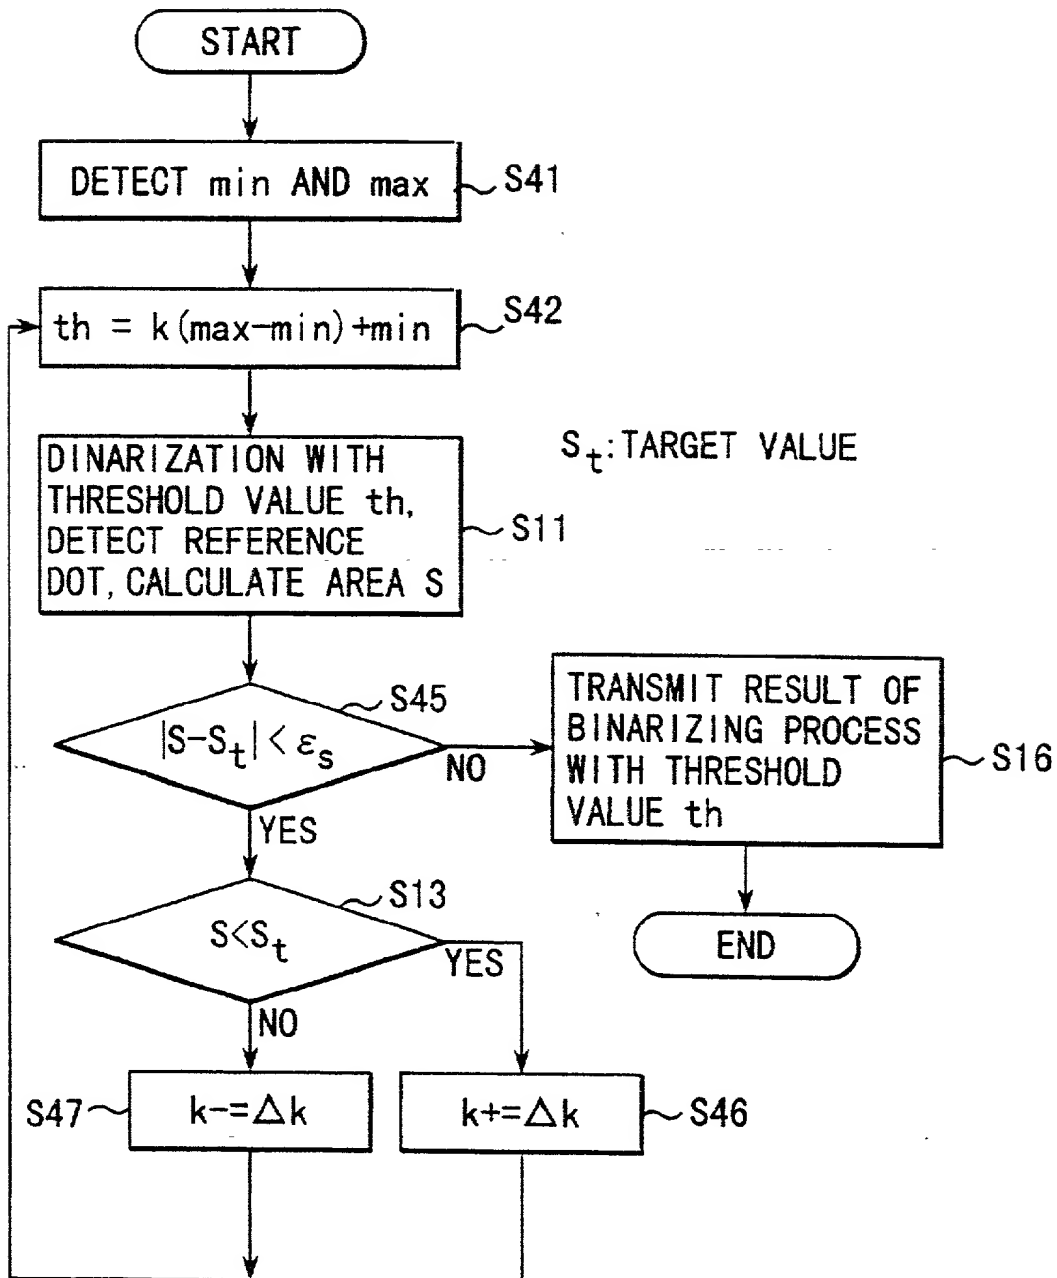 START
DETECT min AND max
S41
th = k(max-min)+min
S42
DINARIZATION WITH
THRESHOLD VALUE th,
DETECT REFERENCE
DOT, CALCULATE AREA S
S11
St: TARGET VALUE
|S-St| < εs
S45
NO
YES
TRANSMIT RESULT OF
BINARIZING PROCESS
WITH THRESHOLD
VALUE th
S16
END
S<St
S13
YES
NO
S47
k-=Δk
k+=Δk
S46